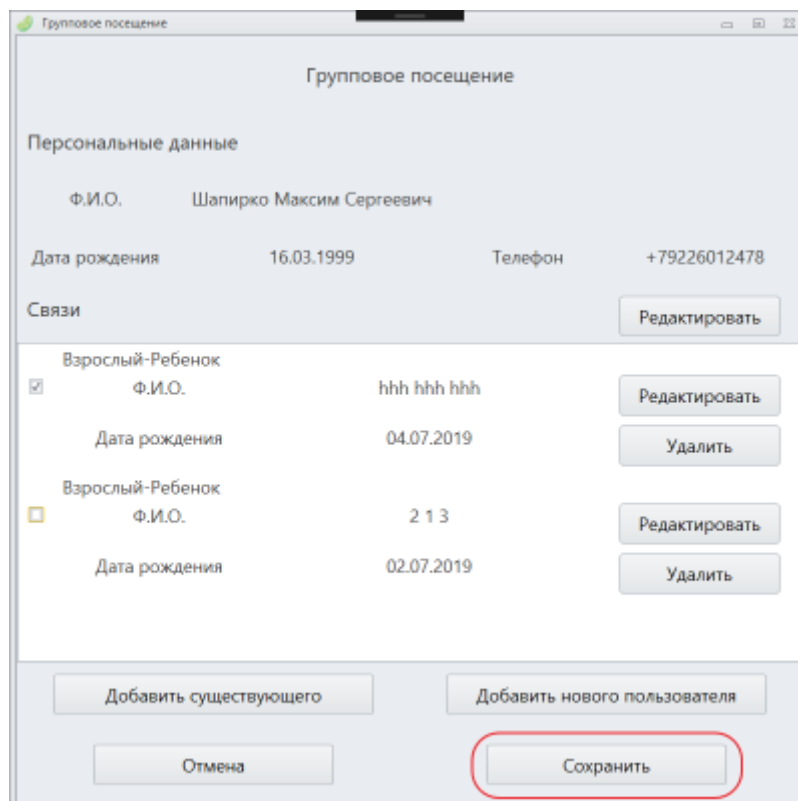 Групповое посещение
Групповое посещение
Персональные данные
Ф.И.О. Шапирко Максим Сергеевич
Дата рождения 16.03.1999 Телефон +79226012478
Связи Редактировать
Взрослый-Ребенок
Ф.И.О. hhh hhh hhh Редактировать
Дата рождения 04.07.2019 Удалить
Взрослый-Ребенок
Ф.И.О. 2 1 3 Редактировать
Дата рождения 02.07.2019 Удалить
Добавить существующего Добавить нового пользователя
Отмена Сохранить